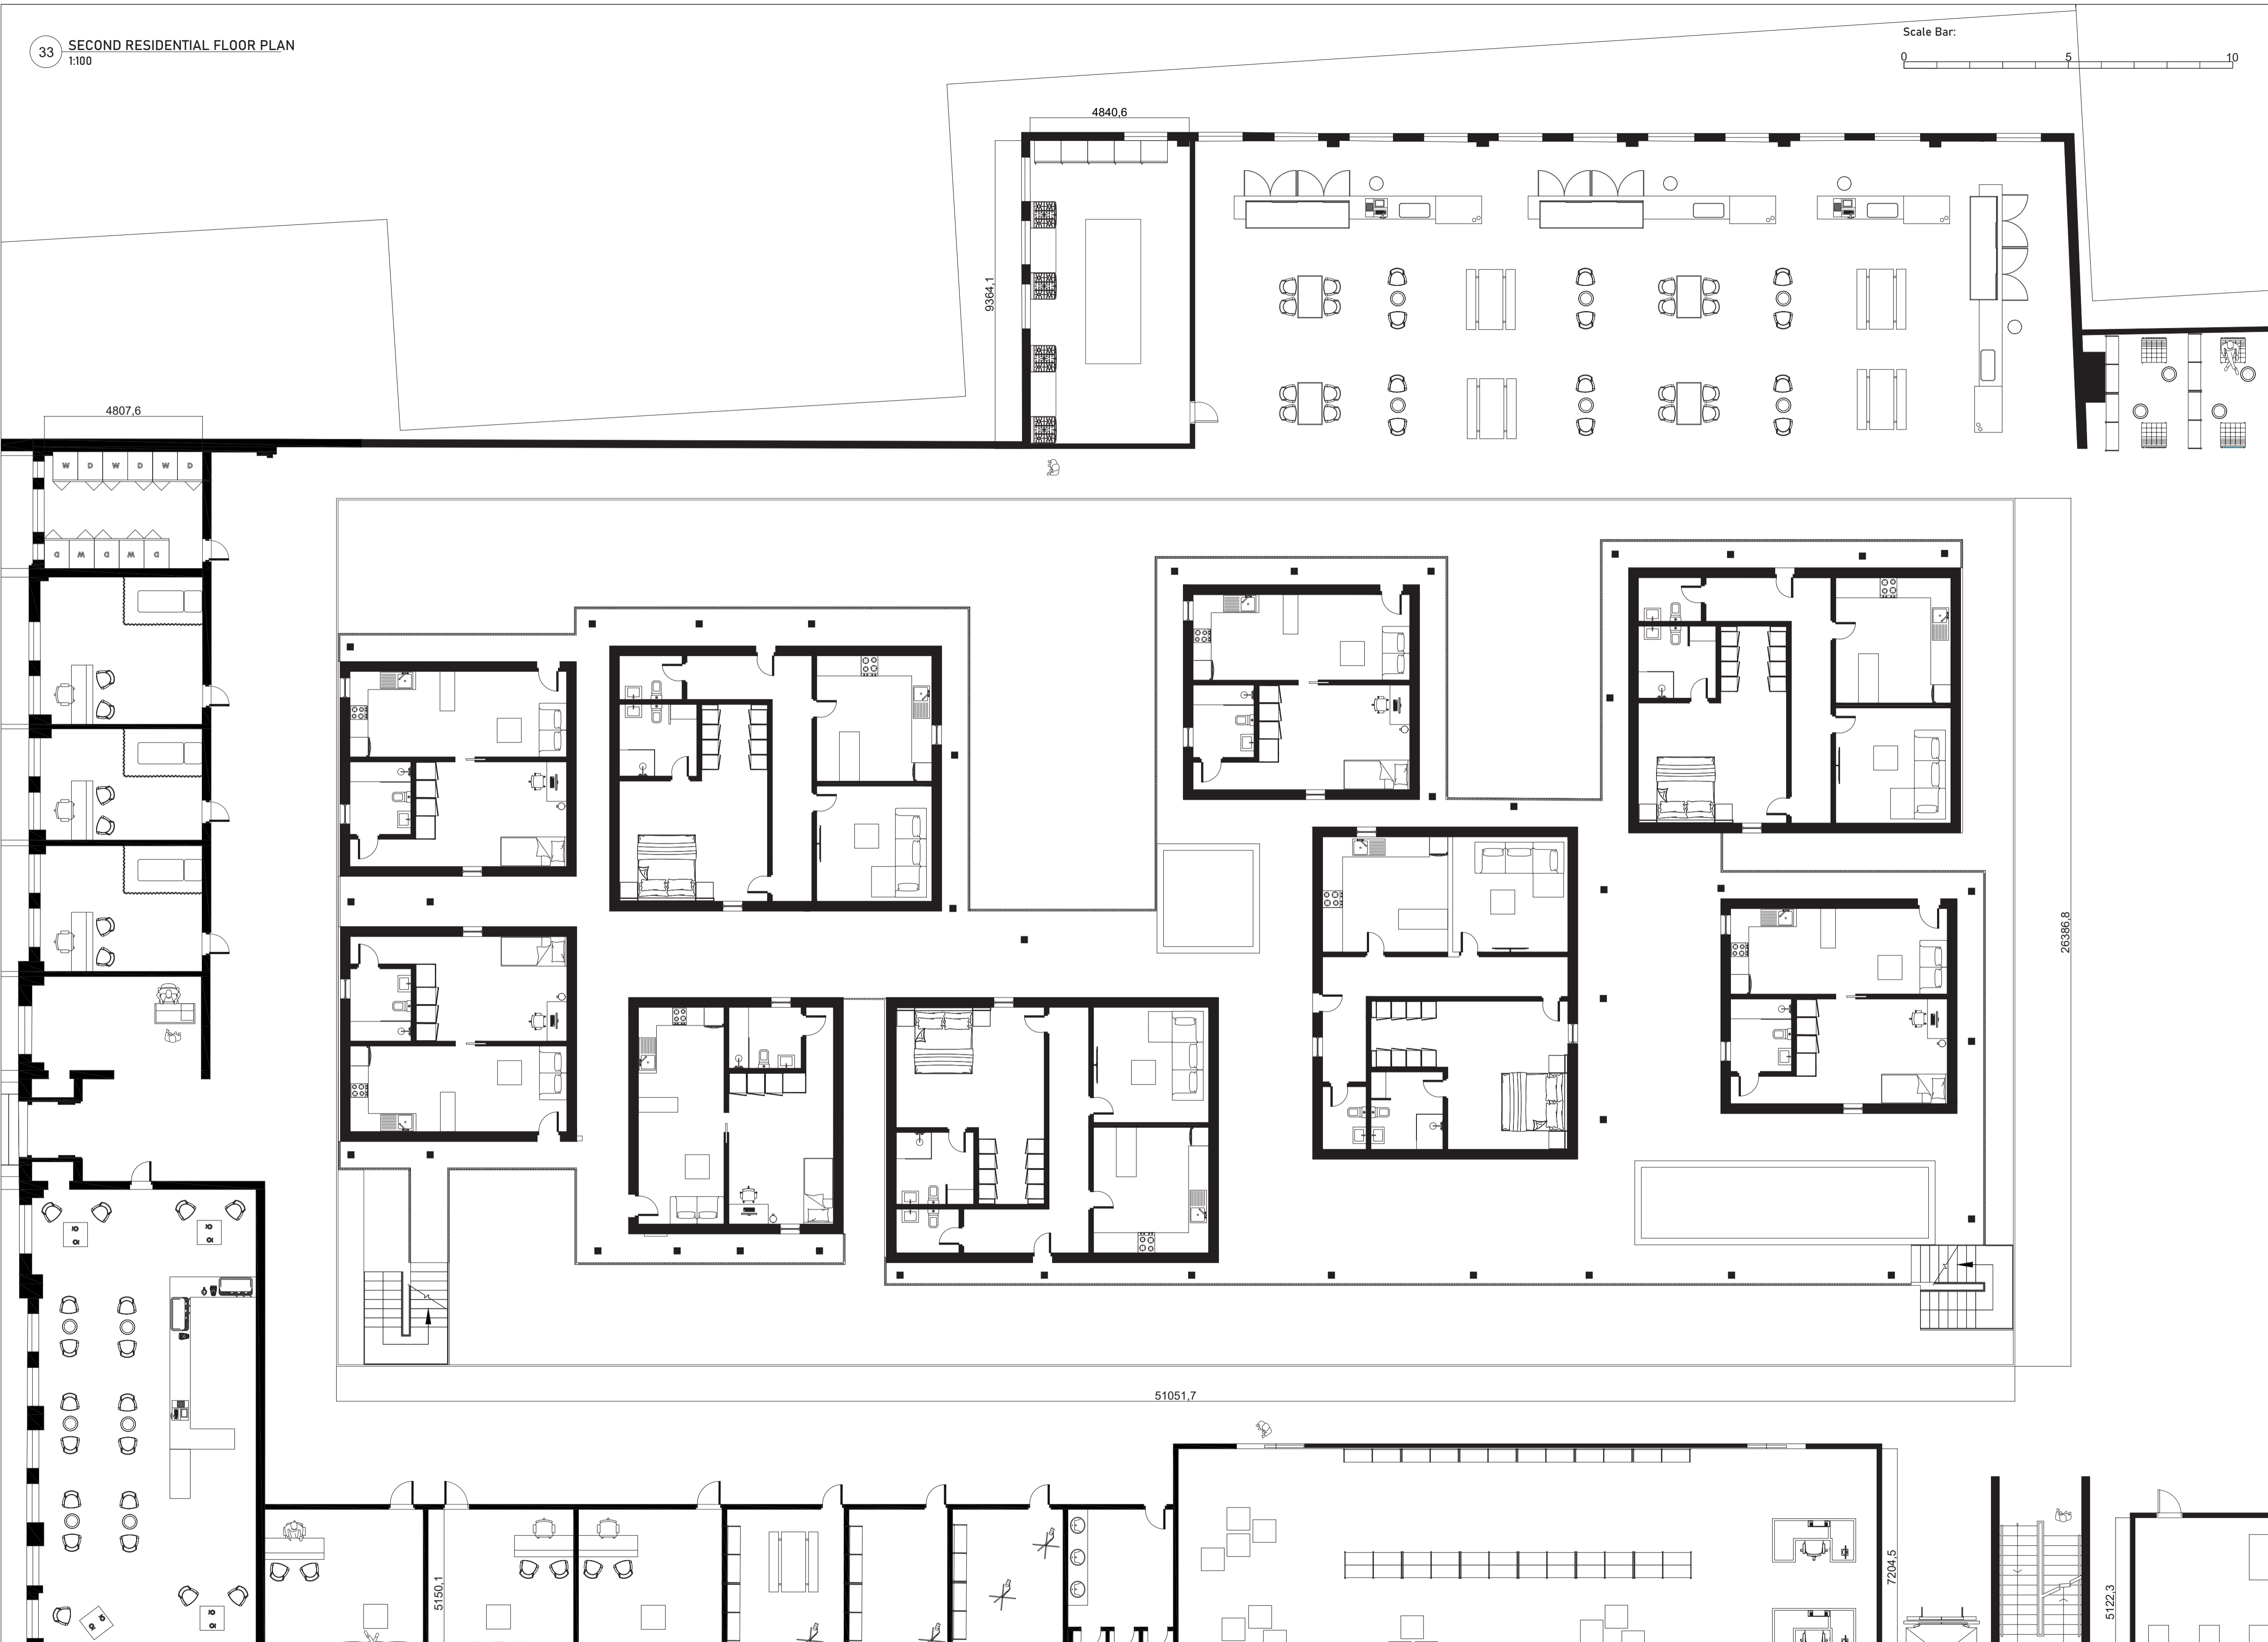 33
SECOND RESIDENTIAL FLOOR PLAN
1:100
Scale Bar:
0 5 10
4840,6
9364,1
4807,6
W D W D W D
D W D W D
26386,8
51051,7
5150,1
7204,5
5122,3